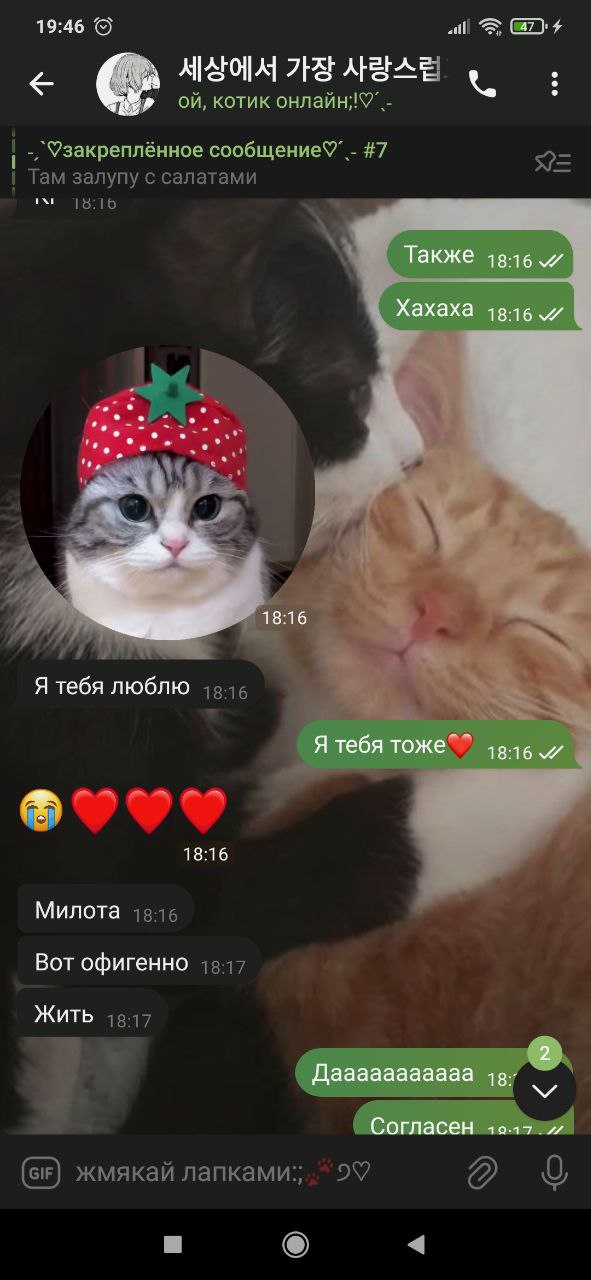 19:46
47
세상에서 가장 사랑스럽
ой, котик онлайн;!♡´ˎ-
-ˏ`♡закреплённое сообщение♡´ˎ- #7
Там залупу с салатами
18:16
Также 18:16
Хахаха 18:16
18:16
Я тебя люблю 18:16
Я тебя тоже❤️ 18:16
😭❤️❤️❤️
18:16
Милота 18:16
Вот офигенно 18:17
Жить 18:17
2
Дааааааааааа 18:
Согласен 18:17
GIF жмякай лапками:;🐾૭♡